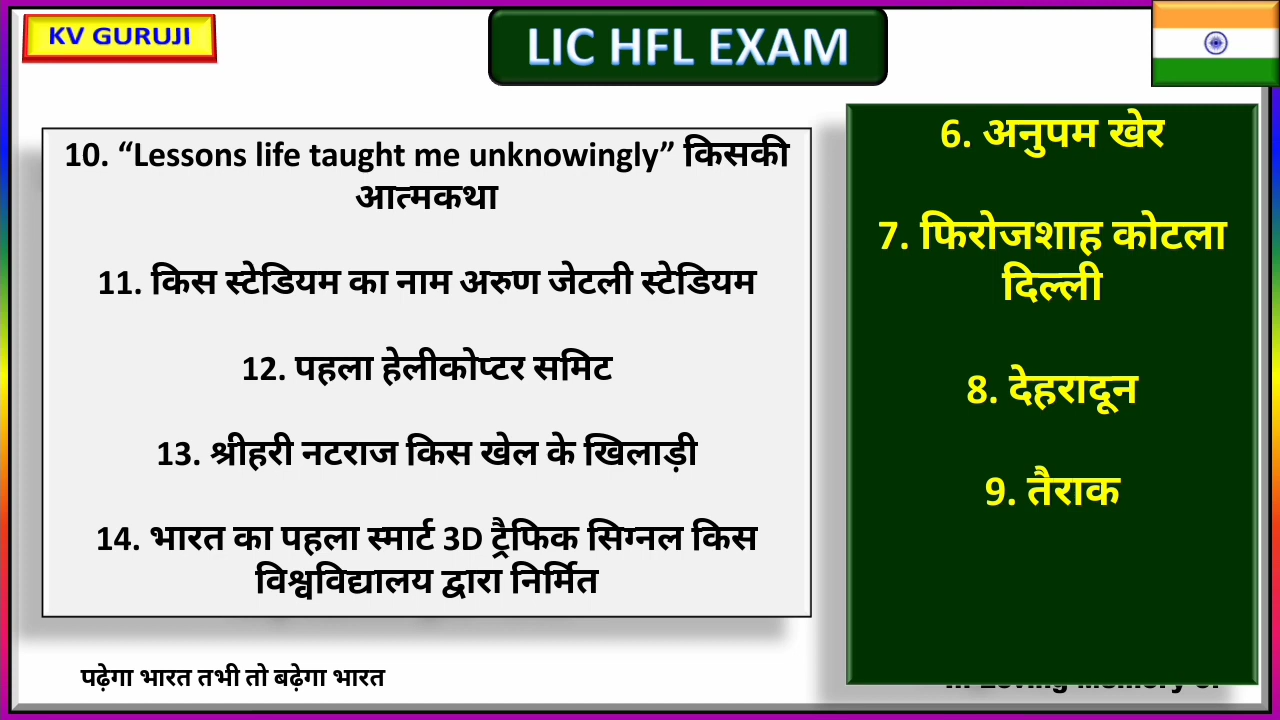 KV GURUJI
LIC HFL EXAM
10. “Lessons life taught me unknowingly” किसकी
आत्मकथा
11. किस स्टेडियम का नाम अरुण जेटली स्टेडियम
12. पहला हेलीकोप्टर समिट
13. श्रीहरी नटराज किस खेल के खिलाड़ी
14. भारत का पहला स्मार्ट 3D ट्रैफिक सिग्नल किस
विश्वविद्यालय द्वारा निर्मित
6. अनुपम खेर
7. फिरोजशाह कोटला
दिल्ली
8. देहरादून
9. तैराक
पढ़ेगा भारत तभी तो बढ़ेगा भारत